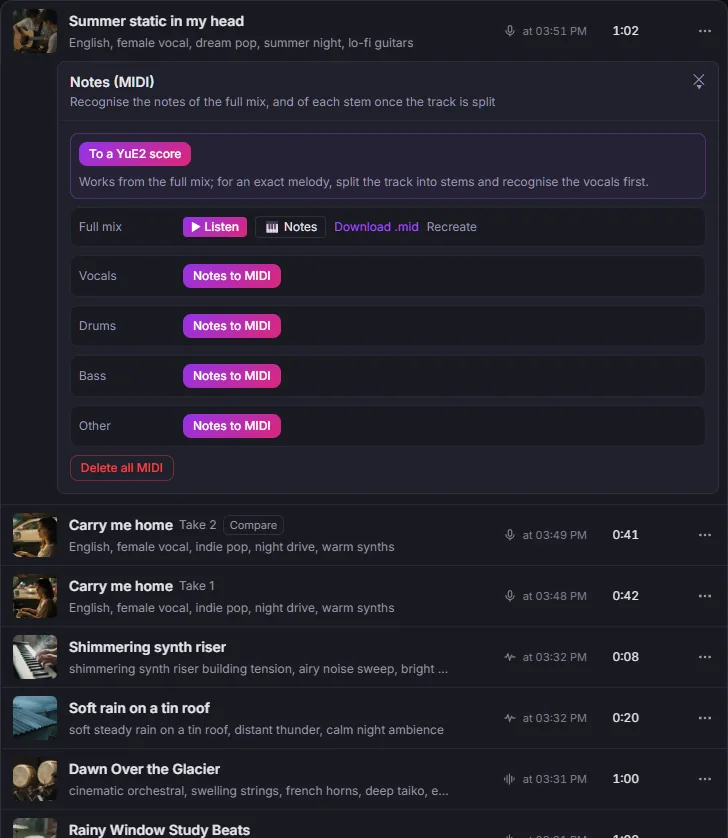 Summer static in my head
at 03:51 PM
1:02
English, female vocal, dream pop, summer night, lo-fi guitars
Notes (MIDI)
Recognise the notes of the full mix, and of each stem once the track is split
To a YuE2 score
Works from the full mix; for an exact melody, split the track into stems and recognise the vocals first.
Full mix
Listen
Notes
Download .mid
Recreate
Vocals
Notes to MIDI
Drums
Notes to MIDI
Bass
Notes to MIDI
Other
Notes to MIDI
Delete all MIDI
Carry me home Take 2 Compare
at 03:49 PM
0:41
English, female vocal, indie pop, night drive, warm synths
Carry me home Take 1
at 03:48 PM
0:42
English, female vocal, indie pop, night drive, warm synths
Shimmering synth riser
at 03:32 PM
0:08
shimmering synth riser building tension, airy noise sweep, bright ...
Soft rain on a tin roof
at 03:32 PM
0:20
soft steady rain on a tin roof, distant thunder, calm night ambience
Dawn Over the Glacier
at 03:31 PM
1:00
cinematic orchestral, swelling strings, french horns, deep taiko, e...
Rainy Window Study Beats